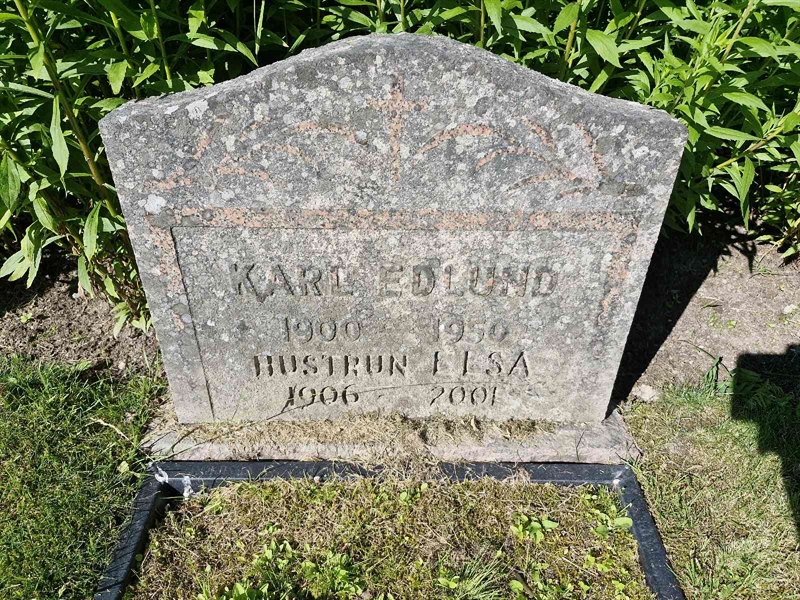 KARL EDLUND
1900 1950
HUSTRUN ELSA
1906 2001